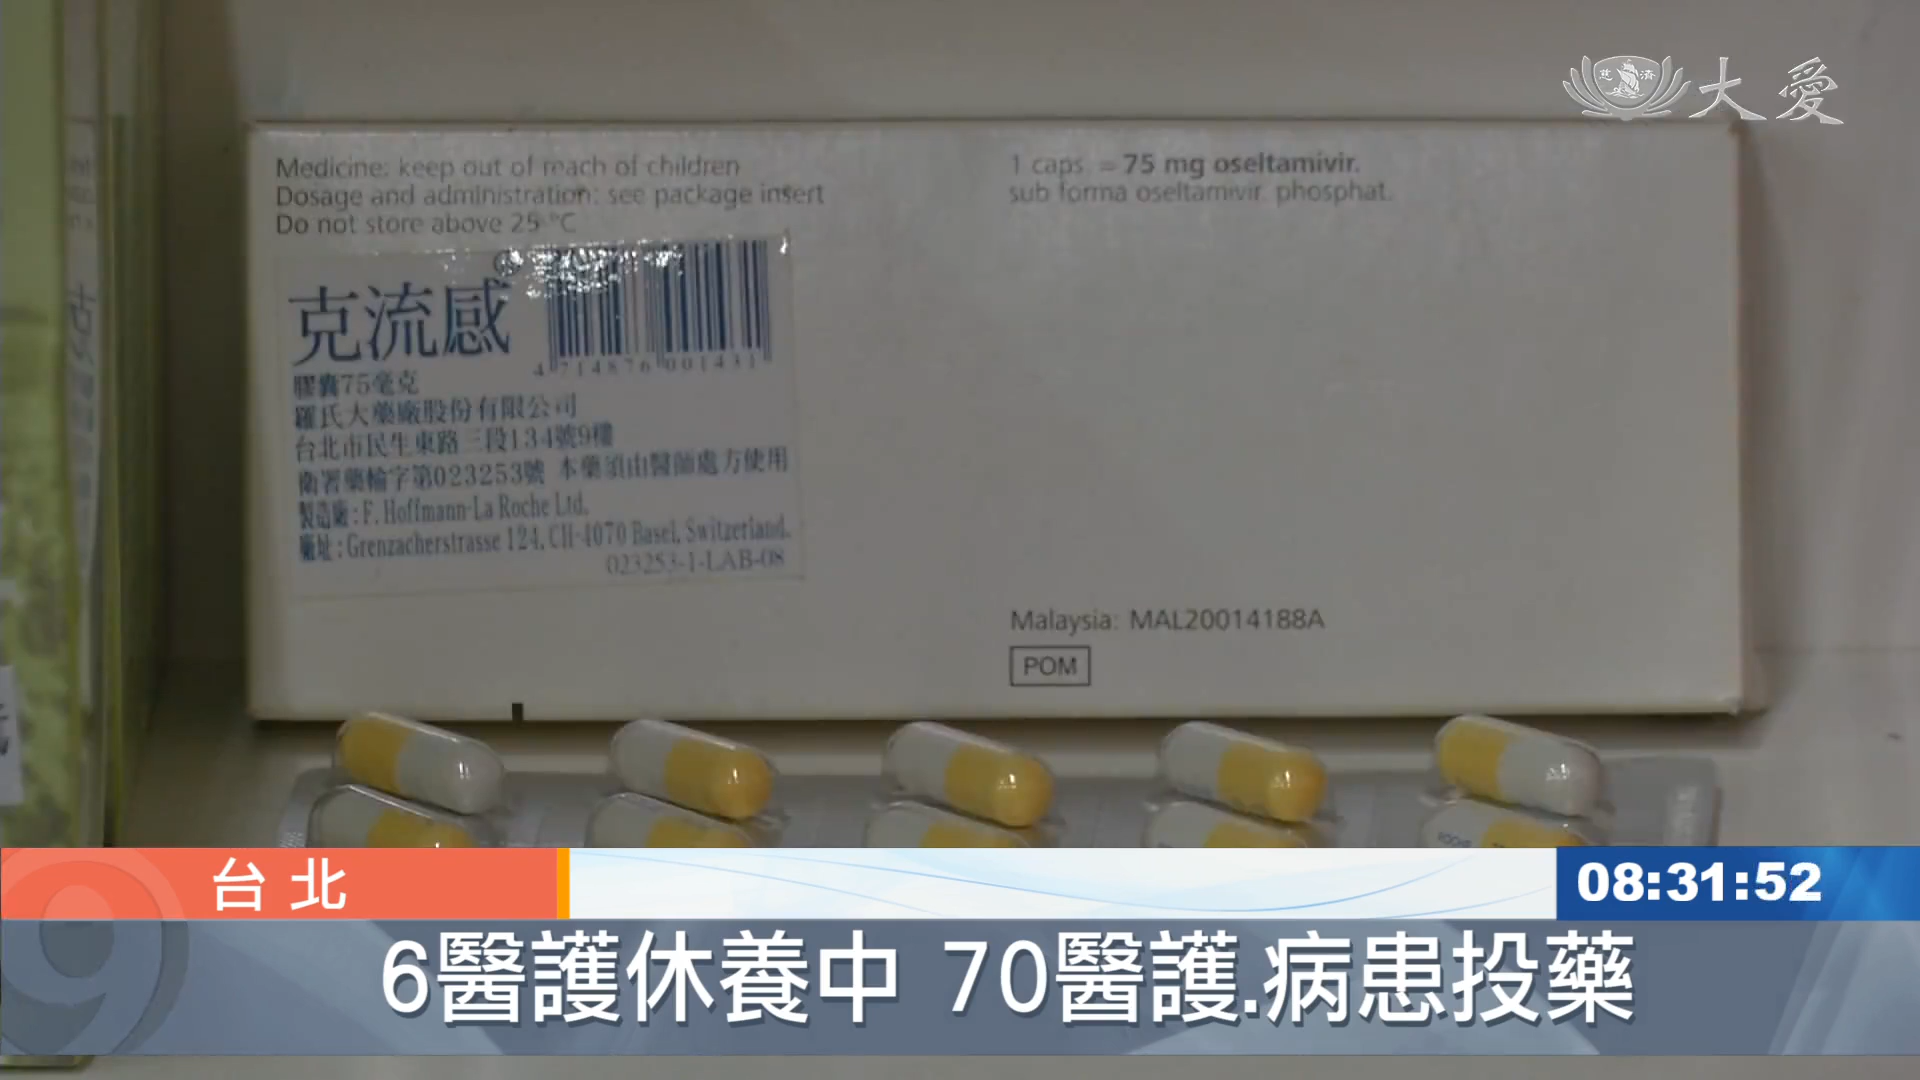 慈濟
大愛
Medicine: keep out of reach of children
Dosage and administration: see package insert
Do not store above 25 °C
1 caps. = 75 mg oseltamivir.
sub forma oseltamivir. phosphat.
克流感
4 714876 001431
膠囊75毫克
羅氏大藥廠股份有限公司
台北市民生東路三段134號9樓
衛署藥輸字第023253號 本藥須由醫師處方使用
製造廠:F. Hoffmann-La Roche Ltd.
廠址:Grenzacherstrasse 124, CH-4070 Basel, Switzerland.
023253-1-LAB-08
Malaysia: MAL20014188A
POM
台北
08:31:52
6醫護休養中 70醫護.病患投藥